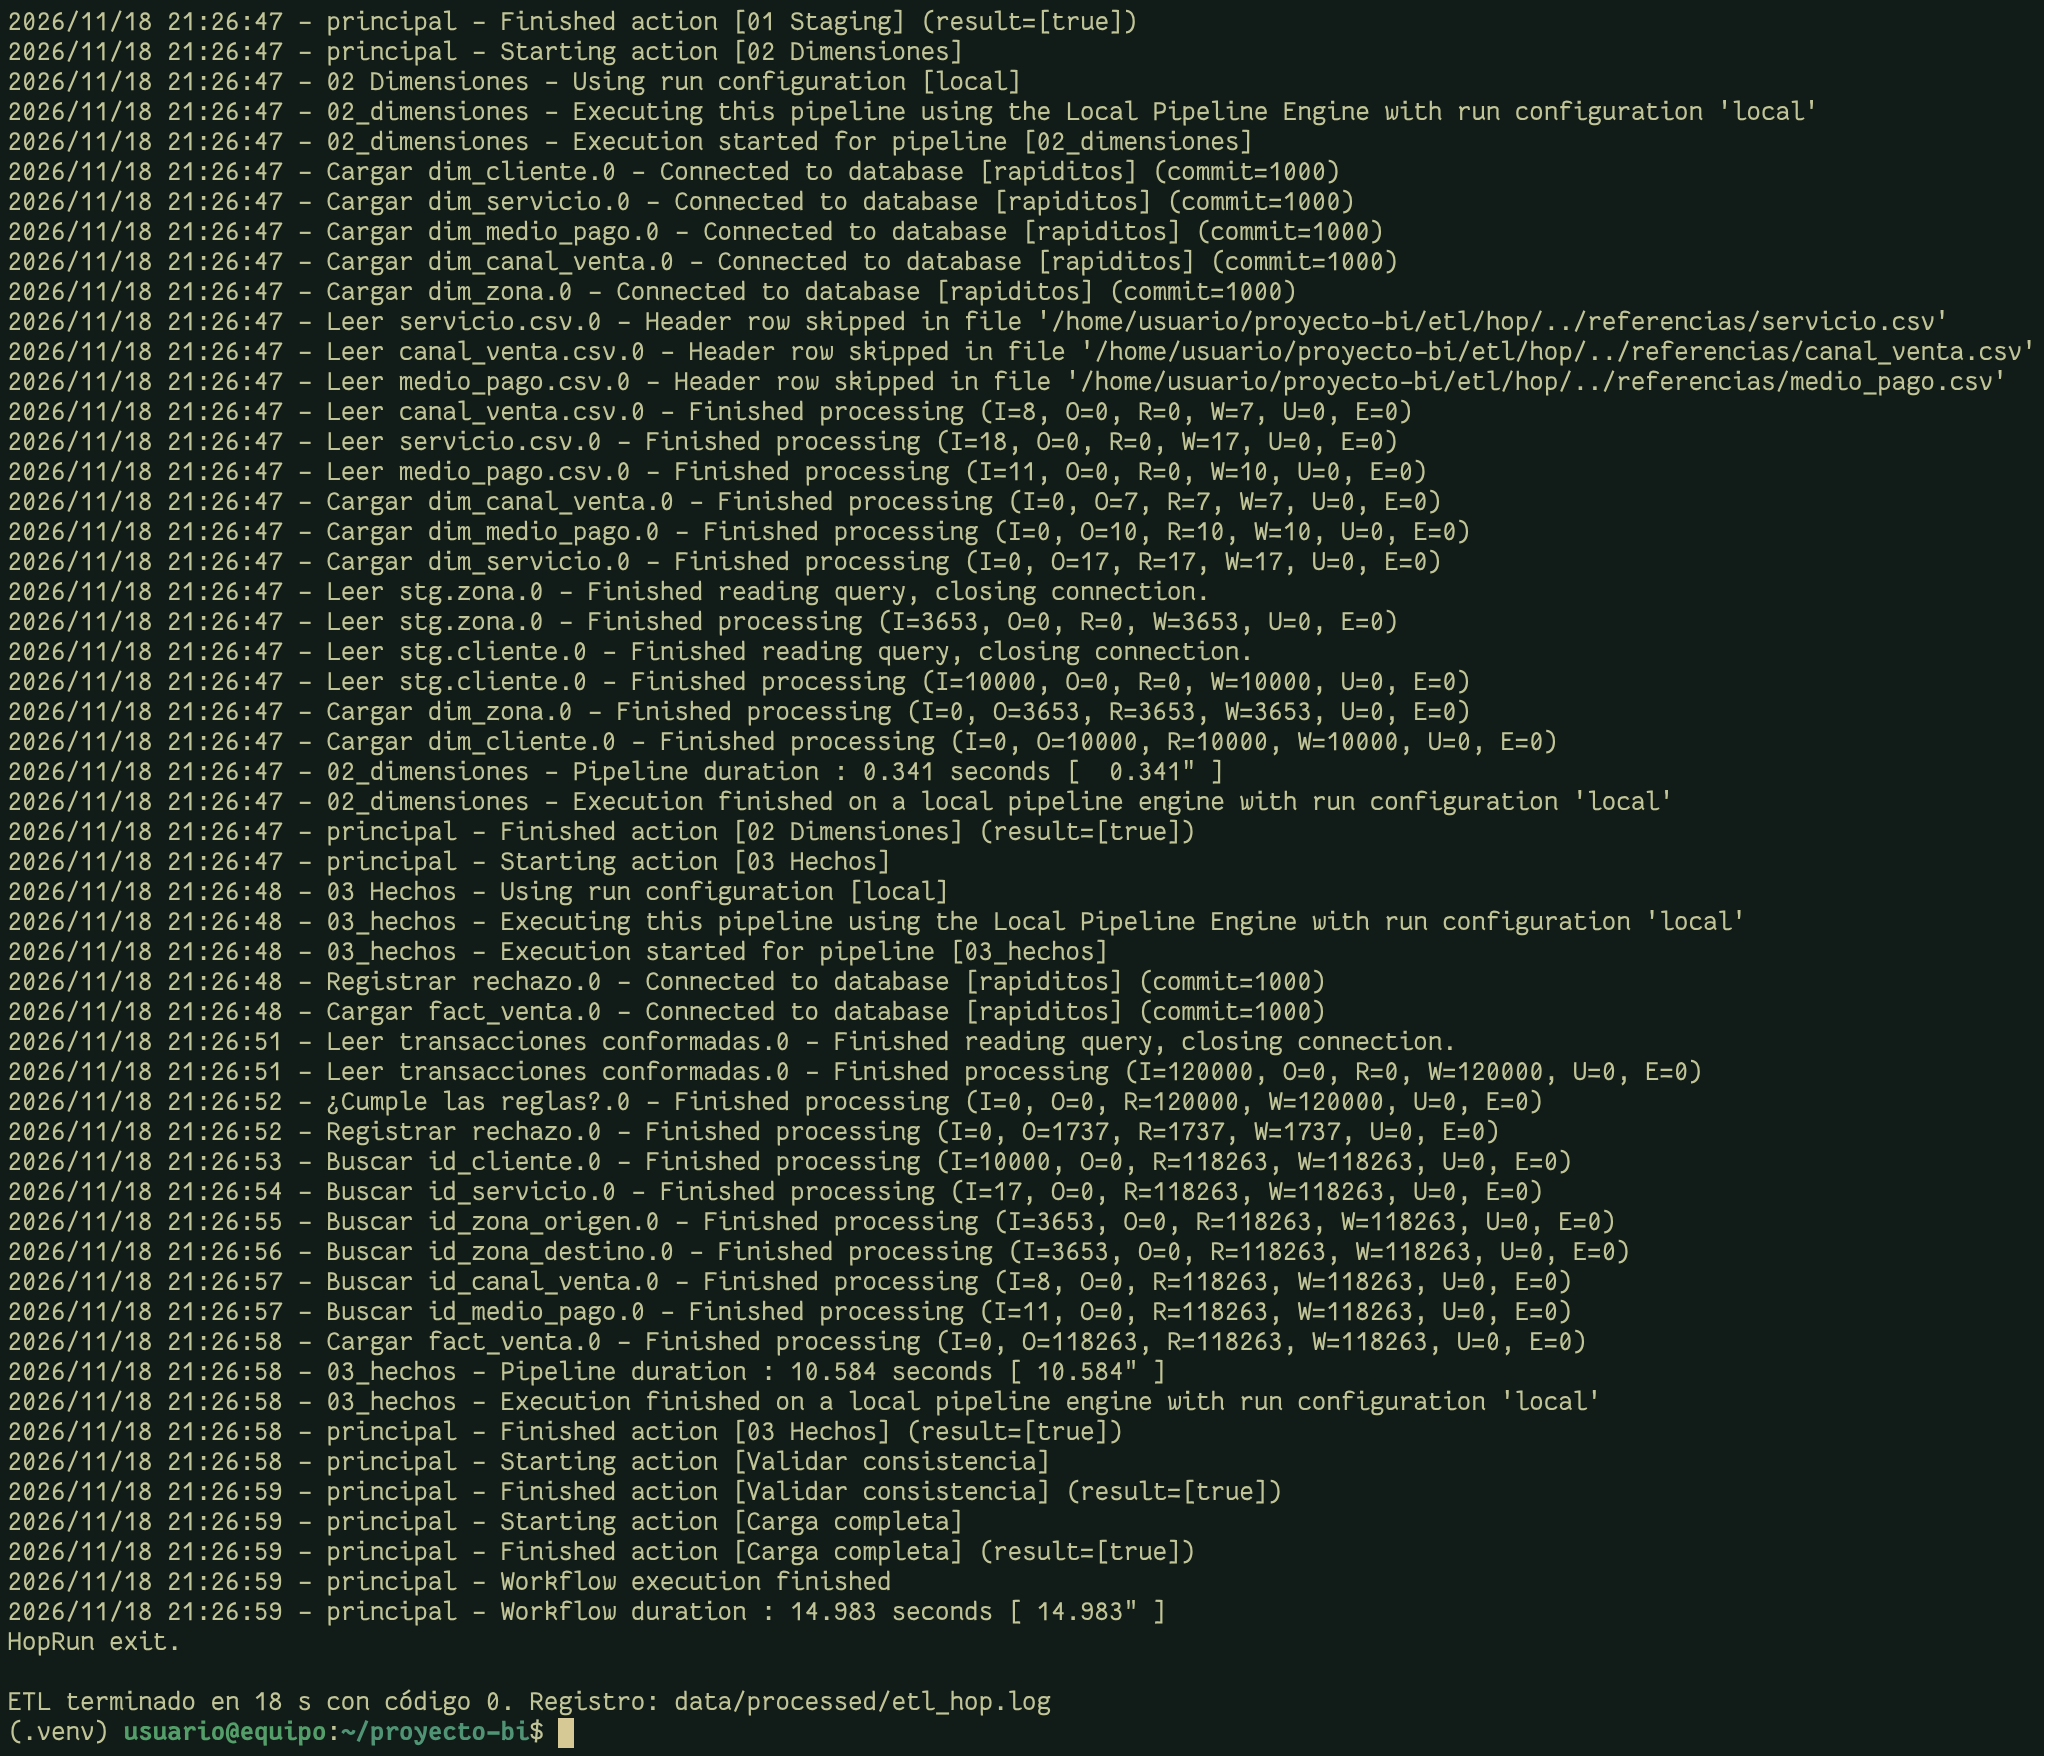 2026/11/18 21:26:47 - principal - Finished action [01 Staging] (result=[true])
2026/11/18 21:26:47 - principal - Starting action [02 Dimensiones]
2026/11/18 21:26:47 - 02 Dimensiones - Using run configuration [local]
2026/11/18 21:26:47 - 02_dimensiones - Executing this pipeline using the Local Pipeline Engine with run configuration 'local'
2026/11/18 21:26:47 - 02_dimensiones - Execution started for pipeline [02_dimensiones]
2026/11/18 21:26:47 - Cargar dim_cliente.0 - Connected to database [rapiditos] (commit=1000)
2026/11/18 21:26:47 - Cargar dim_servicio.0 - Connected to database [rapiditos] (commit=1000)
2026/11/18 21:26:47 - Cargar dim_medio_pago.0 - Connected to database [rapiditos] (commit=1000)
2026/11/18 21:26:47 - Cargar dim_canal_venta.0 - Connected to database [rapiditos] (commit=1000)
2026/11/18 21:26:47 - Cargar dim_zona.0 - Connected to database [rapiditos] (commit=1000)
2026/11/18 21:26:47 - Leer servicio.csv.0 - Header row skipped in file '/home/usuario/proyecto-bi/etl/hop/../referencias/servicio.csv'
2026/11/18 21:26:47 - Leer canal_venta.csv.0 - Header row skipped in file '/home/usuario/proyecto-bi/etl/hop/../referencias/canal_venta.csv'
2026/11/18 21:26:47 - Leer medio_pago.csv.0 - Header row skipped in file '/home/usuario/proyecto-bi/etl/hop/../referencias/medio_pago.csv'
2026/11/18 21:26:47 - Leer canal_venta.csv.0 - Finished processing (I=8, O=0, R=0, W=7, U=0, E=0)
2026/11/18 21:26:47 - Leer servicio.csv.0 - Finished processing (I=18, O=0, R=0, W=17, U=0, E=0)
2026/11/18 21:26:47 - Leer medio_pago.csv.0 - Finished processing (I=11, O=0, R=0, W=10, U=0, E=0)
2026/11/18 21:26:47 - Cargar dim_canal_venta.0 - Finished processing (I=0, O=7, R=7, W=7, U=0, E=0)
2026/11/18 21:26:47 - Cargar dim_medio_pago.0 - Finished processing (I=0, O=10, R=10, W=10, U=0, E=0)
2026/11/18 21:26:47 - Cargar dim_servicio.0 - Finished processing (I=0, O=17, R=17, W=17, U=0, E=0)
2026/11/18 21:26:47 - Leer stg.zona.0 - Finished reading query, closing connection.
2026/11/18 21:26:47 - Leer stg.zona.0 - Finished processing (I=3653, O=0, R=0, W=3653, U=0, E=0)
2026/11/18 21:26:47 - Leer stg.cliente.0 - Finished reading query, closing connection.
2026/11/18 21:26:47 - Leer stg.cliente.0 - Finished processing (I=10000, O=0, R=0, W=10000, U=0, E=0)
2026/11/18 21:26:47 - Cargar dim_zona.0 - Finished processing (I=0, O=3653, R=3653, W=3653, U=0, E=0)
2026/11/18 21:26:47 - Cargar dim_cliente.0 - Finished processing (I=0, O=10000, R=10000, W=10000, U=0, E=0)
2026/11/18 21:26:47 - 02_dimensiones - Pipeline duration : 0.341 seconds [  0.341" ]
2026/11/18 21:26:47 - 02_dimensiones - Execution finished on a local pipeline engine with run configuration 'local'
2026/11/18 21:26:47 - principal - Finished action [02 Dimensiones] (result=[true])
2026/11/18 21:26:47 - principal - Starting action [03 Hechos]
2026/11/18 21:26:48 - 03 Hechos - Using run configuration [local]
2026/11/18 21:26:48 - 03_hechos - Executing this pipeline using the Local Pipeline Engine with run configuration 'local'
2026/11/18 21:26:48 - 03_hechos - Execution started for pipeline [03_hechos]
2026/11/18 21:26:48 - Registrar rechazo.0 - Connected to database [rapiditos] (commit=1000)
2026/11/18 21:26:48 - Cargar fact_venta.0 - Connected to database [rapiditos] (commit=1000)
2026/11/18 21:26:51 - Leer transacciones conformadas.0 - Finished reading query, closing connection.
2026/11/18 21:26:51 - Leer transacciones conformadas.0 - Finished processing (I=120000, O=0, R=0, W=120000, U=0, E=0)
2026/11/18 21:26:52 - ¿Cumple las reglas?.0 - Finished processing (I=0, O=0, R=120000, W=120000, U=0, E=0)
2026/11/18 21:26:52 - Registrar rechazo.0 - Finished processing (I=0, O=1737, R=1737, W=1737, U=0, E=0)
2026/11/18 21:26:53 - Buscar id_cliente.0 - Finished processing (I=10000, O=0, R=118263, W=118263, U=0, E=0)
2026/11/18 21:26:54 - Buscar id_servicio.0 - Finished processing (I=17, O=0, R=118263, W=118263, U=0, E=0)
2026/11/18 21:26:55 - Buscar id_zona_origen.0 - Finished processing (I=3653, O=0, R=118263, W=118263, U=0, E=0)
2026/11/18 21:26:56 - Buscar id_zona_destino.0 - Finished processing (I=3653, O=0, R=118263, W=118263, U=0, E=0)
2026/11/18 21:26:57 - Buscar id_canal_venta.0 - Finished processing (I=8, O=0, R=118263, W=118263, U=0, E=0)
2026/11/18 21:26:57 - Buscar id_medio_pago.0 - Finished processing (I=11, O=0, R=118263, W=118263, U=0, E=0)
2026/11/18 21:26:58 - Cargar fact_venta.0 - Finished processing (I=0, O=118263, R=118263, W=118263, U=0, E=0)
2026/11/18 21:26:58 - 03_hechos - Pipeline duration : 10.584 seconds [ 10.584" ]
2026/11/18 21:26:58 - 03_hechos - Execution finished on a local pipeline engine with run configuration 'local'
2026/11/18 21:26:58 - principal - Finished action [03 Hechos] (result=[true])
2026/11/18 21:26:58 - principal - Starting action [Validar consistencia]
2026/11/18 21:26:59 - principal - Finished action [Validar consistencia] (result=[true])
2026/11/18 21:26:59 - principal - Starting action [Carga completa]
2026/11/18 21:26:59 - principal - Finished action [Carga completa] (result=[true])
2026/11/18 21:26:59 - principal - Workflow execution finished
2026/11/18 21:26:59 - principal - Workflow duration : 14.983 seconds [ 14.983" ]
HopRun exit.
ETL terminado en 18 s con código 0. Registro: data/processed/etl_hop.log
(.venv) usuario@equipo:~/proyecto-bi$